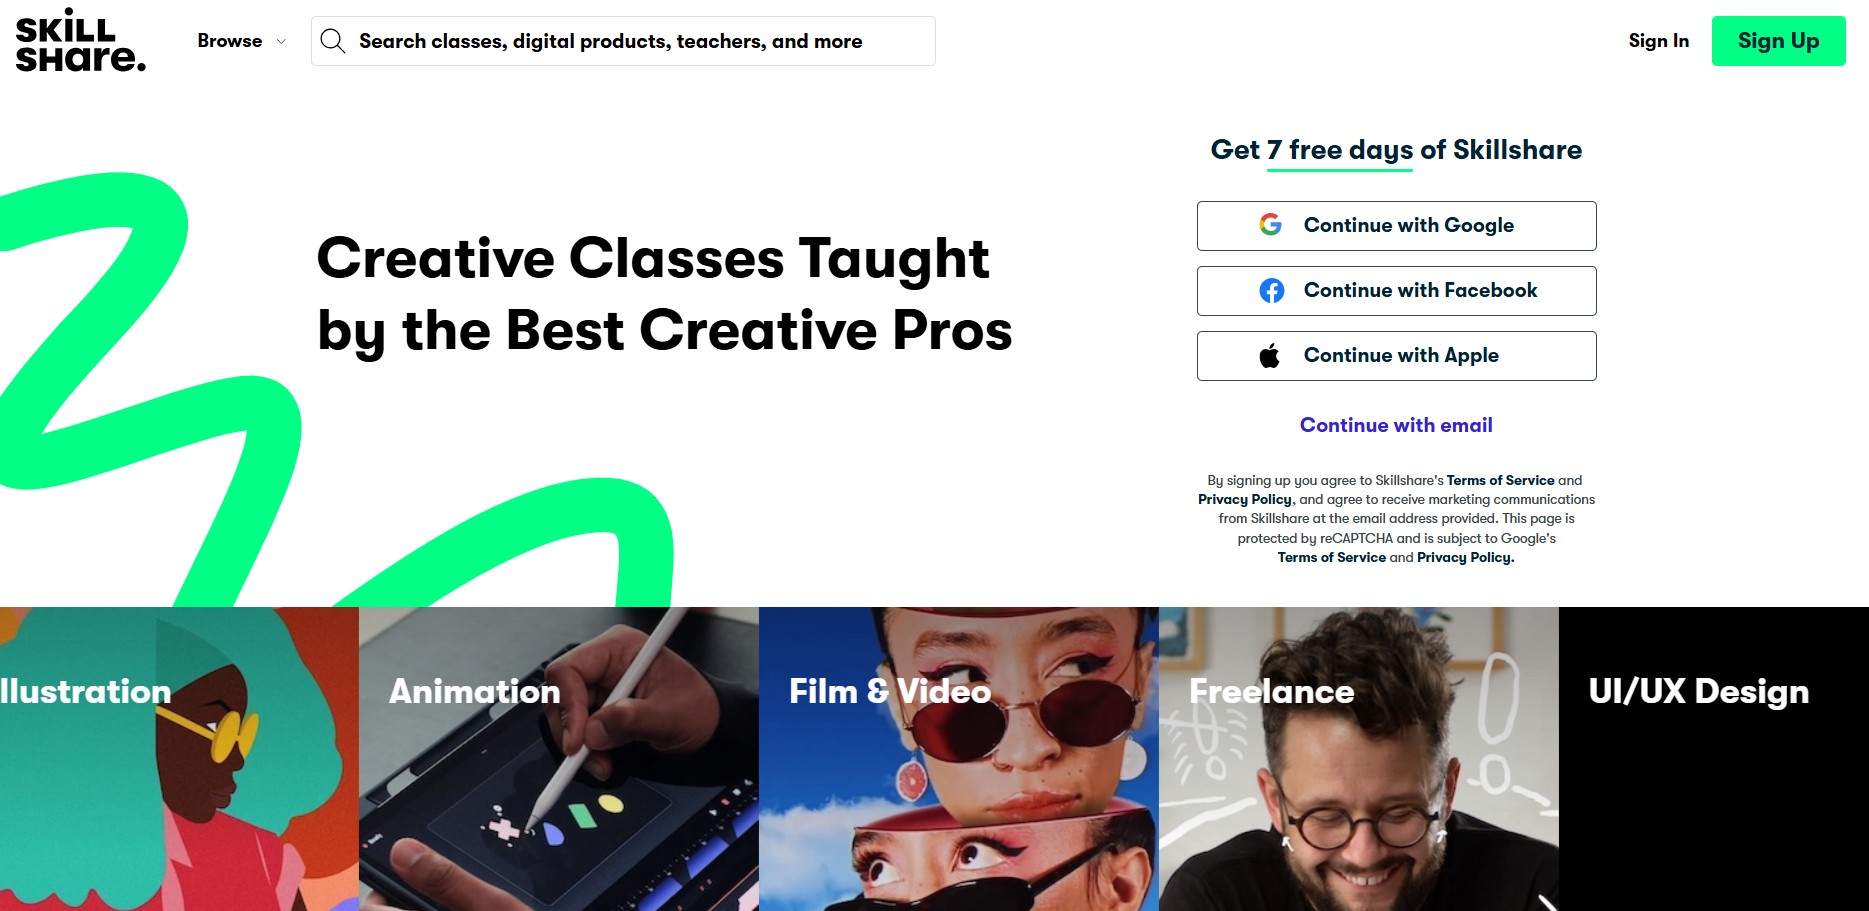 SKiLL
SHare.
Browse
Search classes, digital products, teachers, and more
Sign In
Sign Up
Creative Classes Taught
by the Best Creative Pros
Get 7 free days of Skillshare
Continue with Google
Continue with Facebook
Continue with Apple
Continue with email
By signing up you agree to Skillshare's Terms of Service and
Privacy Policy, and agree to receive marketing communications
from Skillshare at the email address provided. This page is
protected by reCAPTCHA and is subject to Google's
Terms of Service and Privacy Policy.
llustration
Animation
Film & Video
Freelance
UI/UX Design